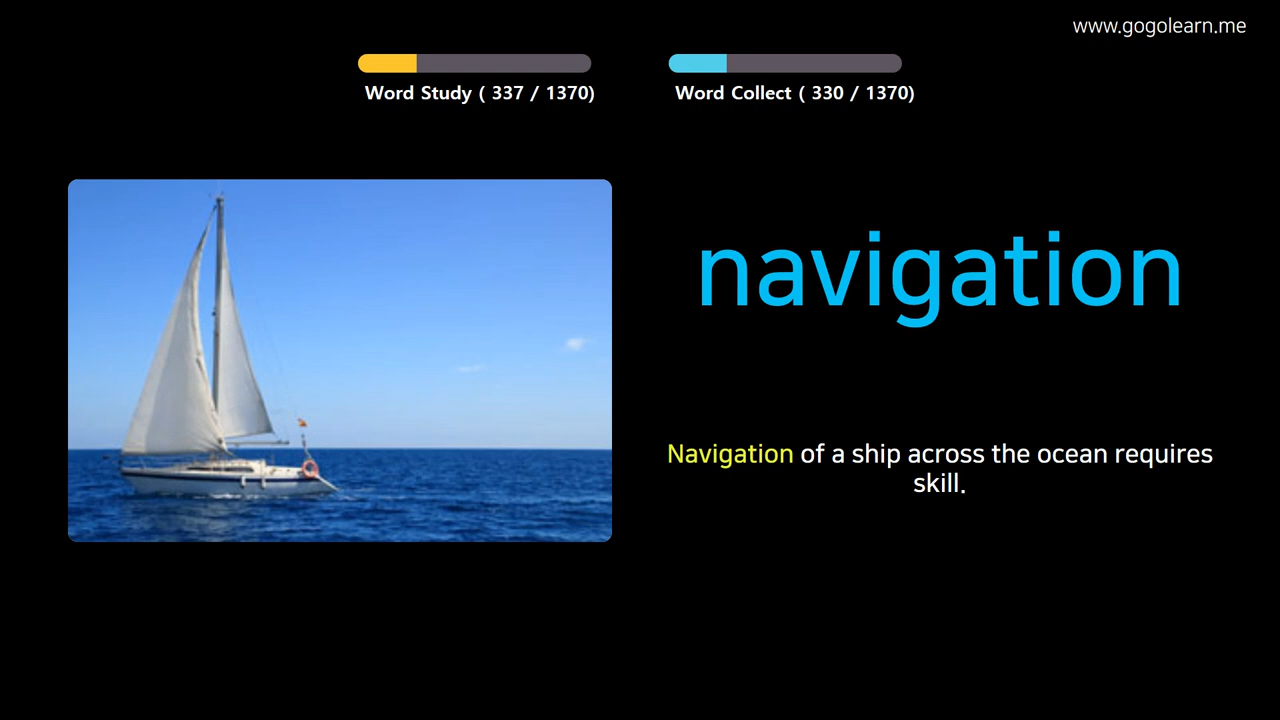 www.gogolearn.me
Word Study ( 337 / 1370)
Word Collect ( 330 / 1370)
navigation
Navigation of a ship across the ocean requires
skill.